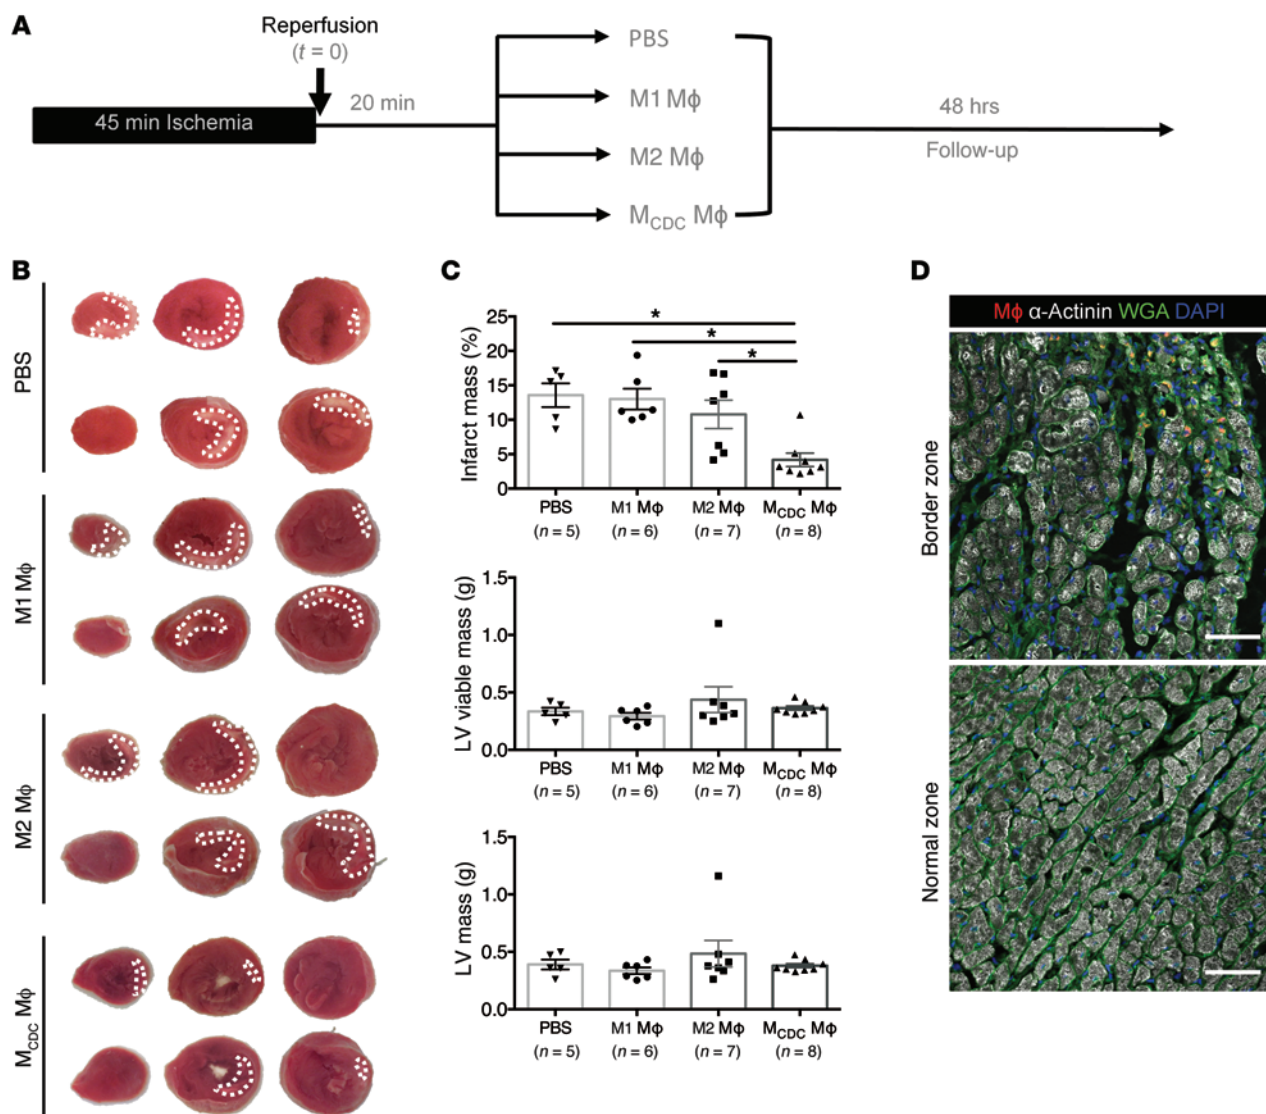 A
Reperfusion
(t = 0)
45 min Ischemia
20 min
PBS
M1 Mϕ
M2 Mϕ
MCDC Mϕ
48 hrs
Follow-up
B
PBS
M1 Mϕ
M2 Mϕ
MCDC Mϕ
C
Infarct mass (%)
25
20
15
10
5
0
*
*
*
PBS
M1 Mϕ
M2 Mϕ
MCDC Mϕ
(n = 5)
(n = 6)
(n = 7)
(n = 8)
LV viable mass (g)
1.5
1.0
0.5
0.0
PBS
M1 Mϕ
M2 Mϕ
MCDC Mϕ
(n = 5)
(n = 6)
(n = 7)
(n = 8)
LV mass (g)
1.5
1.0
0.5
0.0
PBS
M1 Mϕ
M2 Mϕ
MCDC Mϕ
(n = 5)
(n = 6)
(n = 7)
(n = 8)
D
Mϕ α-Actinin WGA DAPI
Border zone
Normal zone